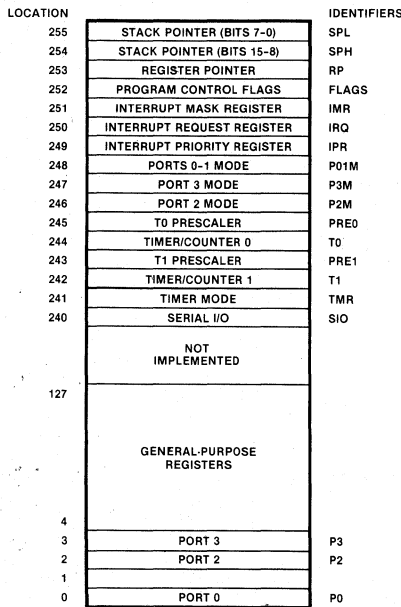 LOCATION IDENTIFIERS
255 STACK POINTER (BITS 7-0) SPL
254 STACK POINTER (BITS 15-8) SPH
253 REGISTER POINTER RP
252 PROGRAM CONTROL FLAGS FLAGS
251 INTERRUPT MASK REGISTER IMR
250 INTERRUPT REQUEST REGISTER IRQ
249 INTERRUPT PRIORITY REGISTER IPR
248 PORTS 0-1 MODE P01M
247 PORT 3 MODE P3M
246 PORT 2 MODE P2M
245 T0 PRESCALER PRE0
244 TIMER/COUNTER 0 T0
243 T1 PRESCALER PRE1
242 TIMER/COUNTER 1 T1
241 TIMER MODE TMR
240 SERIAL I/O SIO
NOT
IMPLEMENTED
127
GENERAL-PURPOSE
REGISTERS
4
3 PORT 3 P3
2 PORT 2 P2
1
0 PORT 0 P0